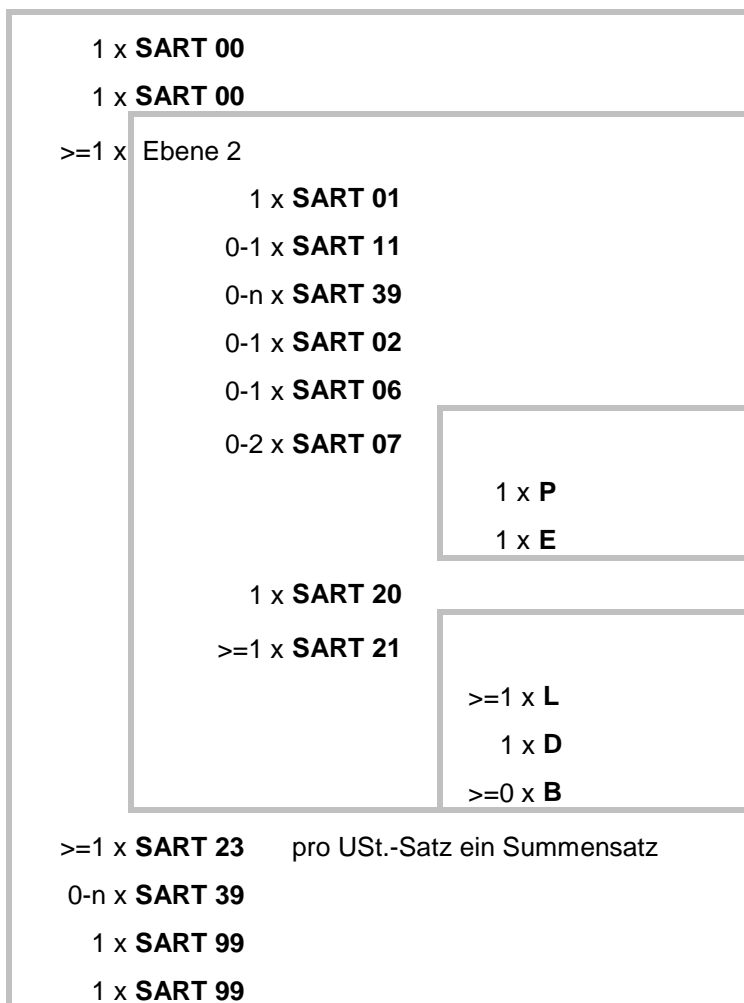 1 x SART 00
1 x SART 00
>=1 x Ebene 2
1 x SART 01
0-1 x SART 11
0-n x SART 39
0-1 x SART 02
0-1 x SART 06
0-2 x SART 07
1 x P
1 x E
1 x SART 20
>=1 x SART 21
>=1 x L
1 x D
>=0 x B
>=1 x SART 23 pro USt.-Satz ein Summensatz
0-n x SART 39
1 x SART 99
1 x SART 99